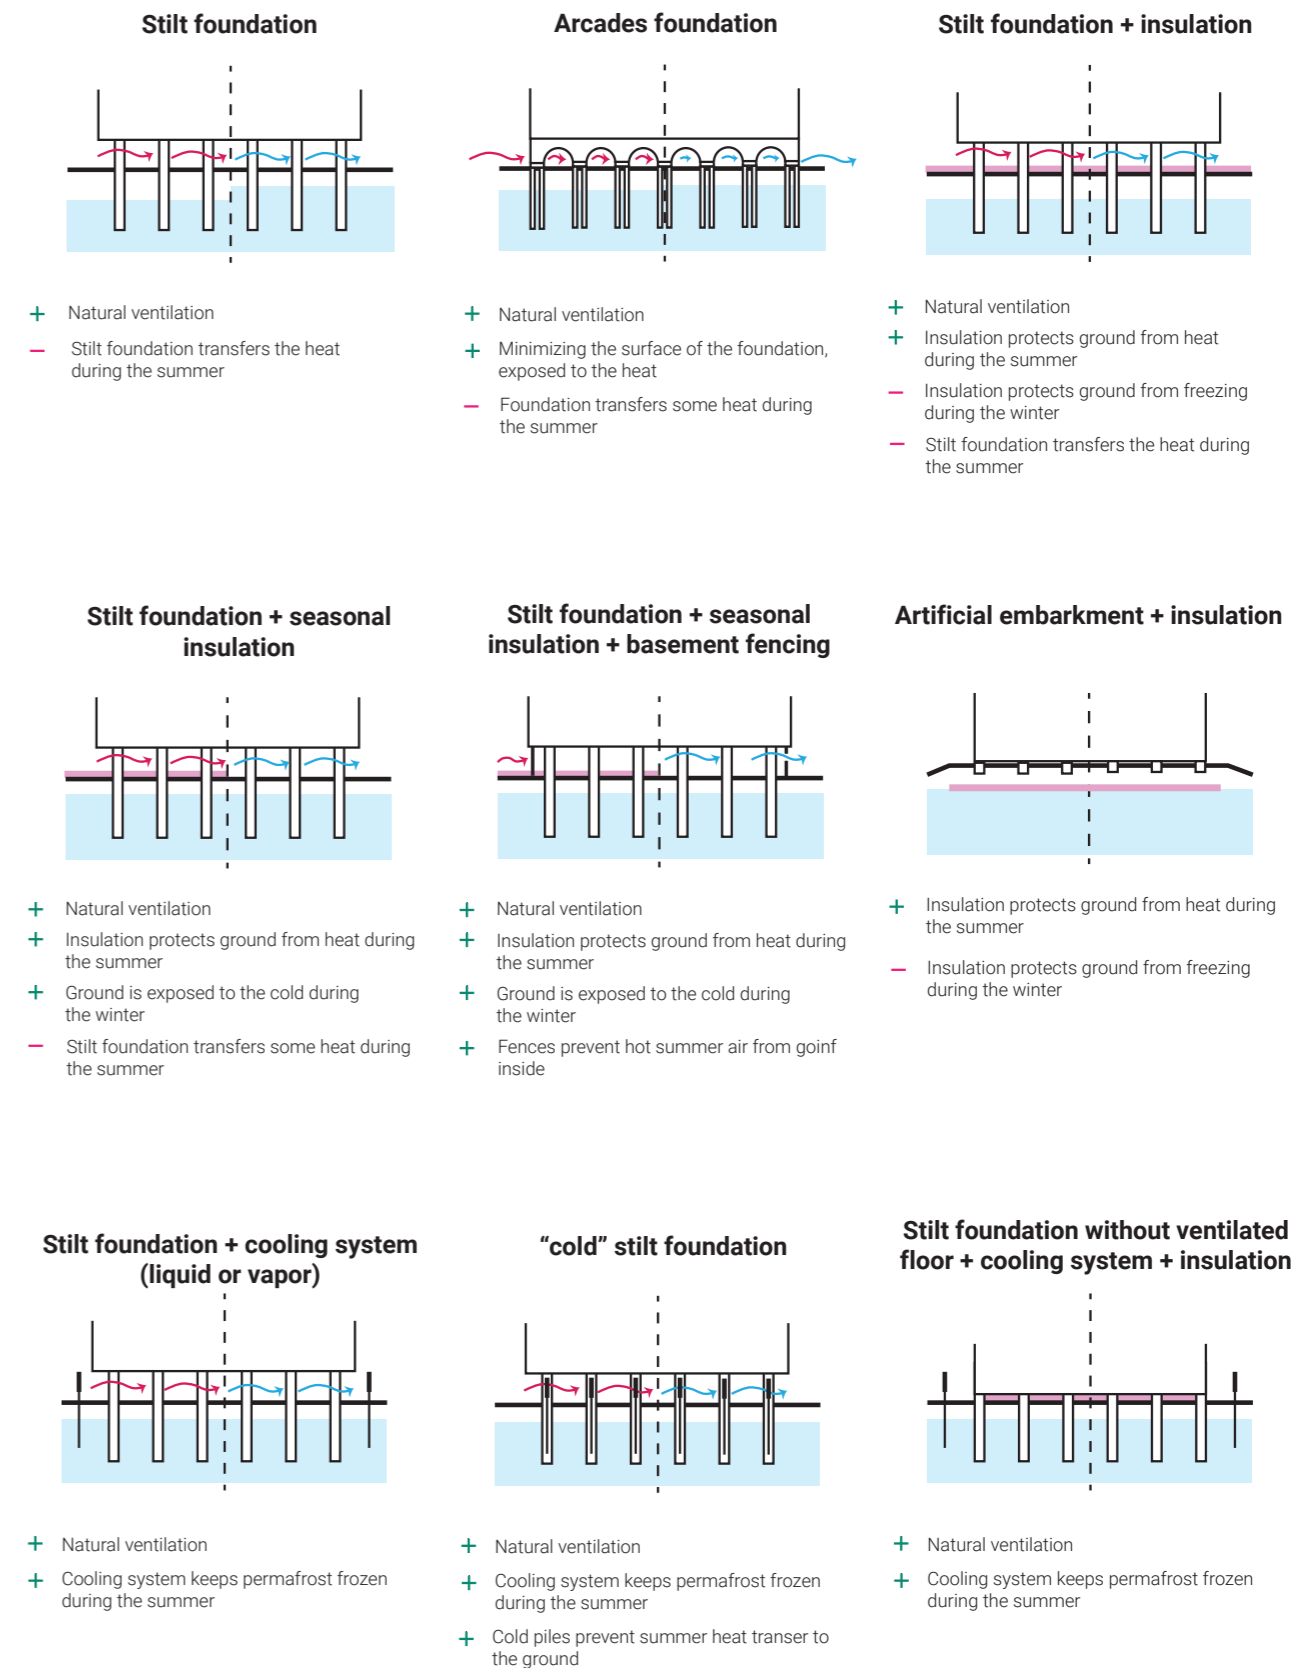 Stilt foundation
+ Natural ventilation
− Stilt foundation transfers the heat
during the summer
Arcades foundation
+ Natural ventilation
+ Minimizing the surface of the foundation,
exposed to the heat
− Foundation transfers some heat during
the summer
Stilt foundation + insulation
+ Natural ventilation
+ Insulation protects ground from heat
during the summer
− Insulation protects ground from freezing
during the winter
− Stilt foundation transfers the heat during
the summer
Stilt foundation + seasonal
insulation
+ Natural ventilation
+ Insulation protects ground from heat during
the summer
+ Ground is exposed to the cold during
the winter
− Stilt foundation transfers some heat during
the summer
Stilt foundation + seasonal
insulation + basement fencing
+ Natural ventilation
+ Insulation protects ground from heat during
the summer
+ Ground is exposed to the cold during
the winter
+ Fences prevent hot summer air from goinf
inside
Artificial embarkment + insulation
+ Insulation protects ground from heat during
the summer
− Insulation protects ground from freezing
during the winter
Stilt foundation + cooling system
(liquid or vapor)
+ Natural ventilation
+ Cooling system keeps permafrost frozen
during the summer
“cold” stilt foundation
+ Natural ventilation
+ Cooling system keeps permafrost frozen
during the summer
+ Cold piles prevent summer heat transer to
the ground
Stilt foundation without ventilated
floor + cooling system + insulation
+ Natural ventilation
+ Cooling system keeps permafrost frozen
during the summer